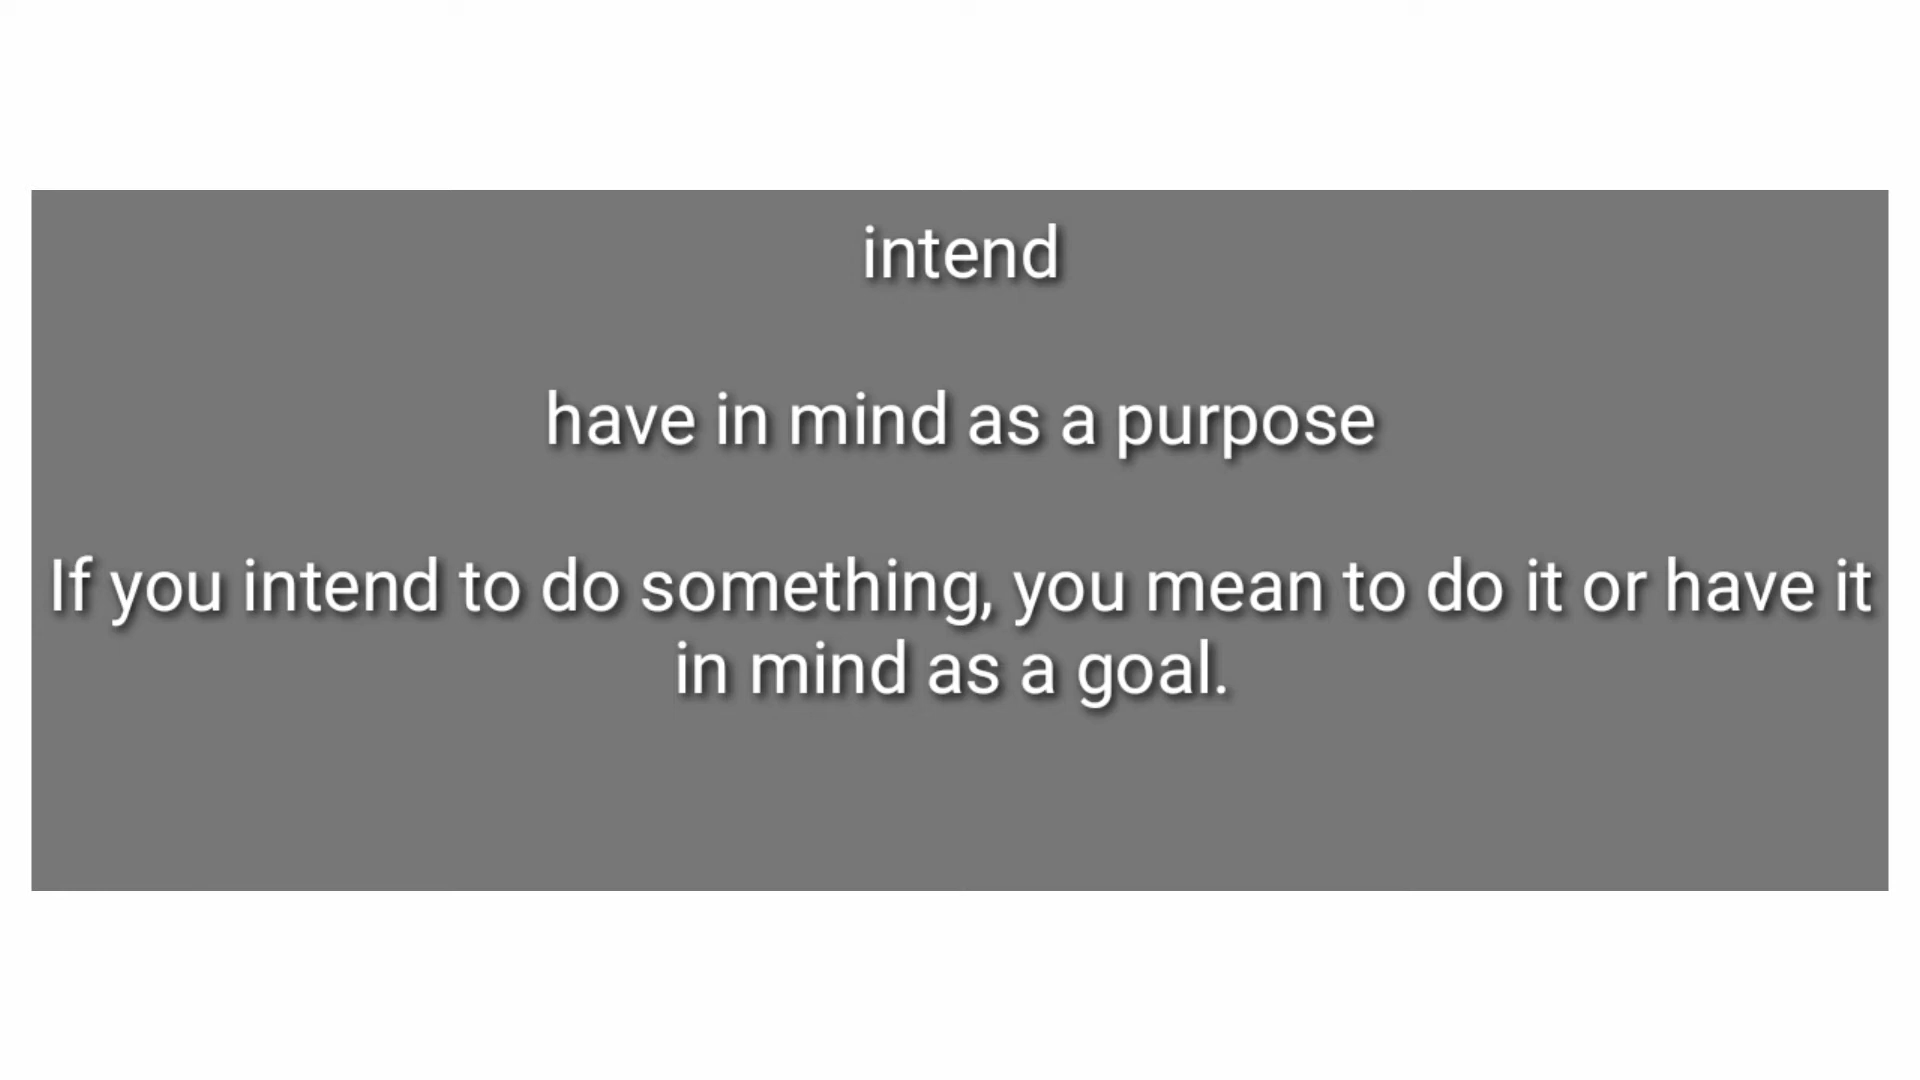 intend
have in mind as a purpose
If you intend to do something, you mean to do it or have it
in mind as a goal.